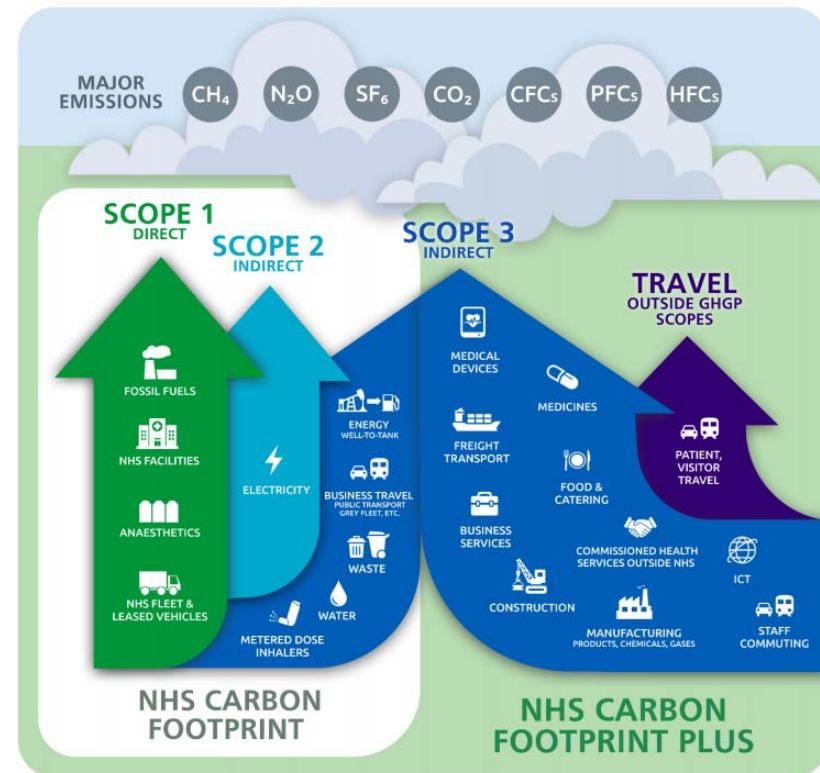 MAJOR
EMISSIONS
CH₄
N₂O
SF₆
CO₂
CFCs
PFCs
HFCs
SCOPE 1
DIRECT
FOSSIL FUELS
NHS FACILITIES
ANAESTHETICS
NHS FLEET &
LEASED VEHICLES
SCOPE 2
INDIRECT
ELECTRICITY
SCOPE 3
INDIRECT
ENERGY
WELL-TO-TANK
BUSINESS TRAVEL
PUBLIC TRANSPORT
GREY FLEET, ETC.
WASTE
WATER
METERED DOSE
INHALERS
MEDICAL
DEVICES
MEDICINES
FREIGHT
TRANSPORT
FOOD &
CATERING
BUSINESS
SERVICES
COMMISSIONED HEALTH
SERVICES OUTSIDE NHS
ICT
CONSTRUCTION
MANUFACTURING
PRODUCTS, CHEMICALS, GASES
STAFF
COMMUTING
TRAVEL
OUTSIDE GHGP
SCOPES
PATIENT,
VISITOR
TRAVEL
NHS CARBON
FOOTPRINT
NHS CARBON
FOOTPRINT PLUS